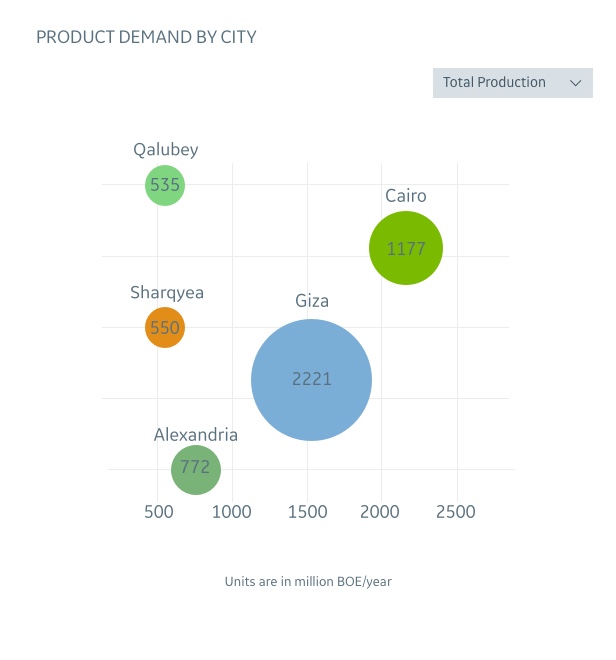 PRODUCT DEMAND BY CITY
Total Production
Qalubey
535
Cairo
1177
Sharqyea
550
Giza
2221
Alexandria
772
500 1000 1500 2000 2500
Units are in million BOE/year